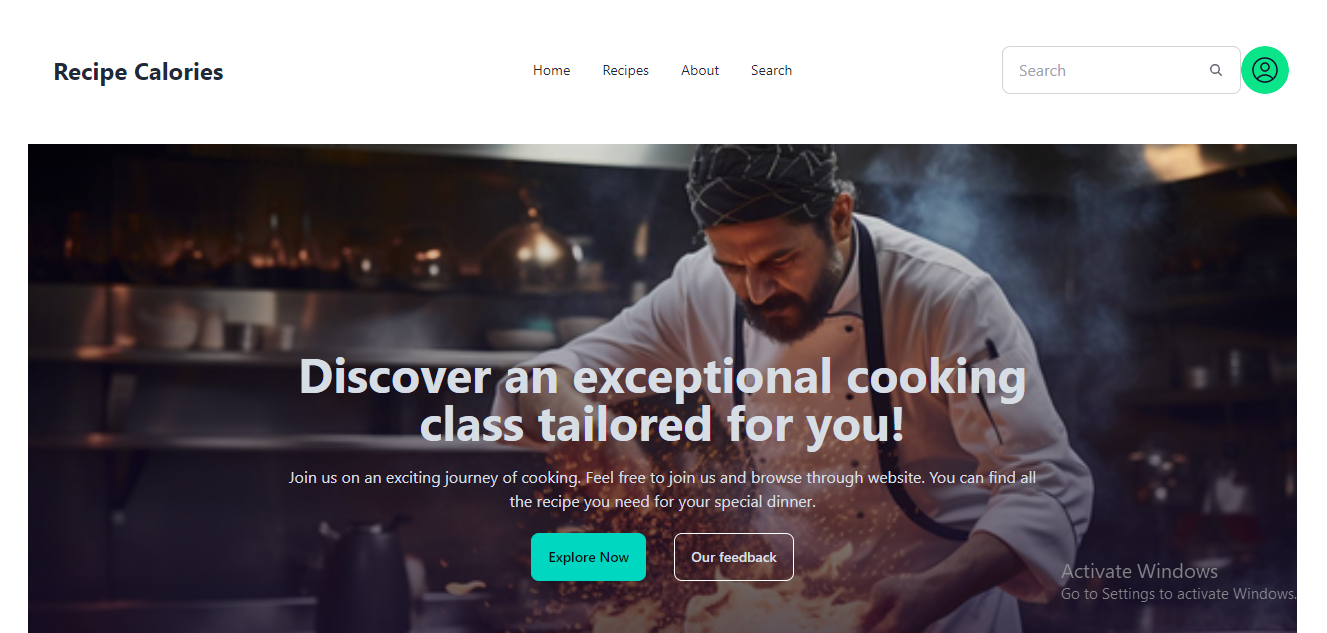 Recipe Calories
Home
Recipes
About
Search
Search
Discover an exceptional cooking
class tailored for you!
Join us on an exciting journey of cooking. Feel free to join us and browse through website. You can find all
the recipe you need for your special dinner.
Explore Now
Our feedback
Activate Windows
Go to Settings to activate Windows.